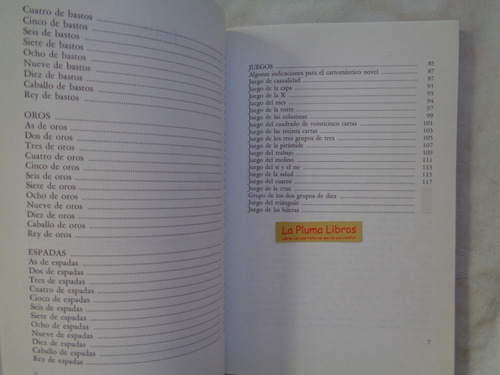 Cuatro de bastos
Cinco de bastos
Seis de bastos
Siete de bastos
Ocho de bastos
Nueve de bastos
Diez de bastos
Caballo de bastos
Rey de bastos
OROS
As de oros
Dos de oros
Tres de oros
Cuatro de oros
Cinco de oros
Seis de oros
Siete de oros
Ocho de oros
Nueve de oros
Diez de oros
Caballo de oros
Rey de oros
ESPADAS
As de espadas
Dos de espadas
Tres de espadas
Cuatro de espadas
Cinco de espadas
Seis de espadas
Siete de espadas
Ocho de espadas
Nueve de espadas
Diez de espadas
Caballo de espadas
Rey de espadas
JUEGOS 85
Algunas indicaciones para el cartomántico novel 87
Juego de causalidad 87
Juego de la capa 91
Juego de la X 93
Juego del mes 94
Juego de la torre 97
Juego de las columnas 99
Juego del cuadrado de veinticinco cartas 101
Juego de las treinta cartas 103
Juego de los tres grupos de tres 105
Juego de la pirámide 107
Juego del trabajo 109
Juego del molino 111
Juego del sí y el no 113
Juego de la salud 115
Juego del cuatro 117
Juego de la cruz
Grupo de los dos grupos de diez
Juego del triángulo
Juego de las hileras
La Pluma Libros
7